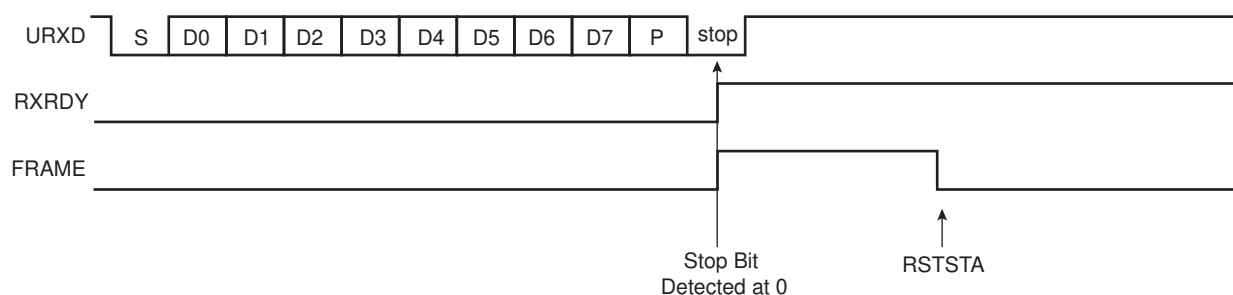 URXD S D0 D1 D2 D3 D4 D5 D6 D7 P stop
RXRDY
FRAME
Stop Bit
Detected at 0
RSTSTA